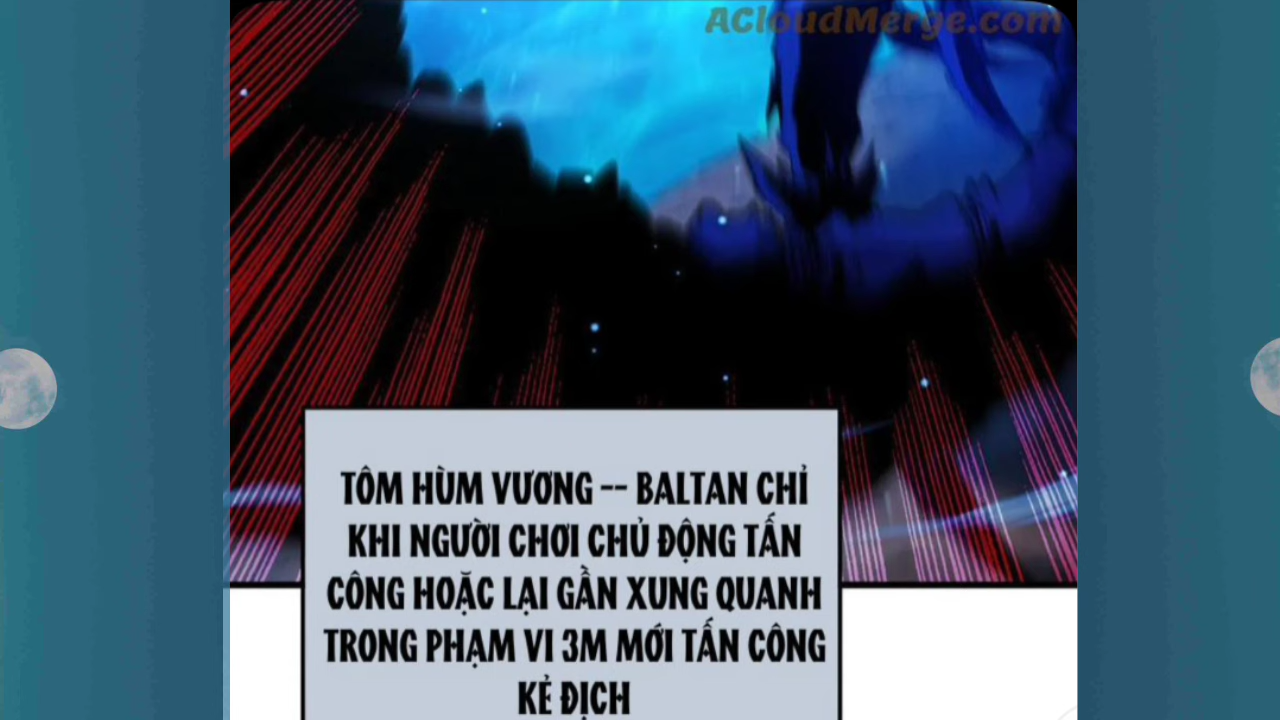 ACloudMerge.com
TÔM HÙM VƯƠNG -- BALTAN CHỈ
KHI NGƯỜI CHƠI CHỦ ĐỘNG TẤN
CÔNG HOẶC LẠI GẦN XUNG QUANH
TRONG PHẠM VI 3M MỚI TẤN CÔNG
KẺ ĐỊCH